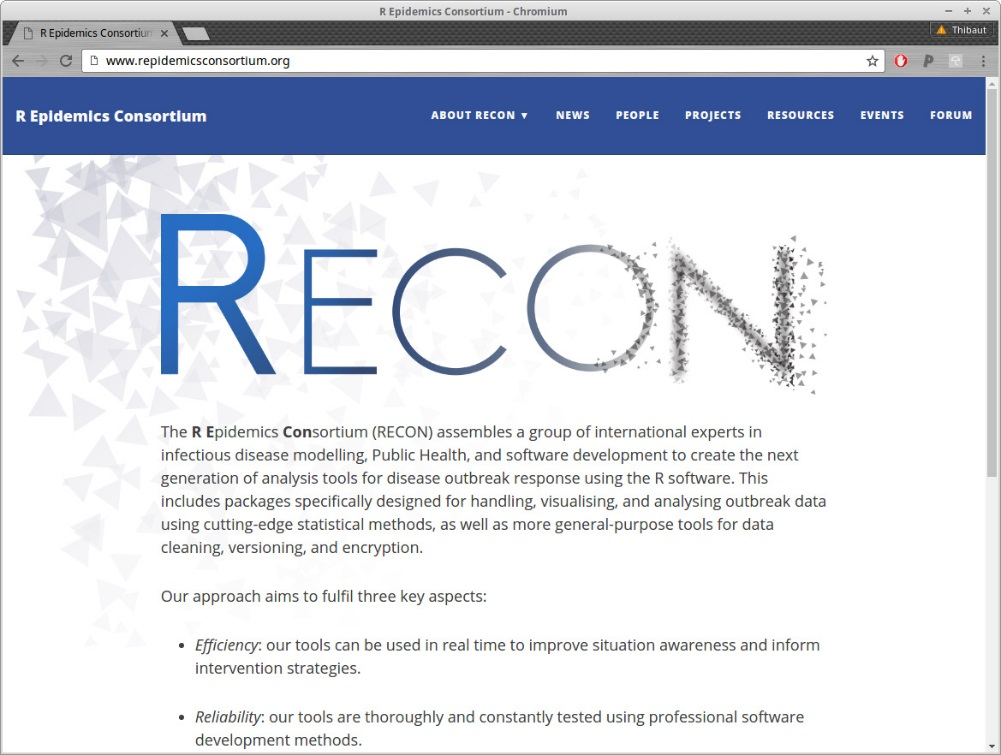 R Epidemics Consortium - Chromium
R Epidemics Consortiun
Thibaut
www.repidemicsconsortium.org
R Epidemics Consortium
ABOUT RECON ▼ NEWS PEOPLE PROJECTS RESOURCES EVENTS FORUM
RECON
The R Epidemics Consortium (RECON) assembles a group of international experts in
infectious disease modelling, Public Health, and software development to create the next
generation of analysis tools for disease outbreak response using the R software. This
includes packages specifically designed for handling, visualising, and analysing outbreak data
using cutting-edge statistical methods, as well as more general-purpose tools for data
cleaning, versioning, and encryption.
Our approach aims to fulfil three key aspects:
• Efficiency: our tools can be used in real time to improve situation awareness and inform
intervention strategies.
• Reliability: our tools are thoroughly and constantly tested using professional software
development methods.